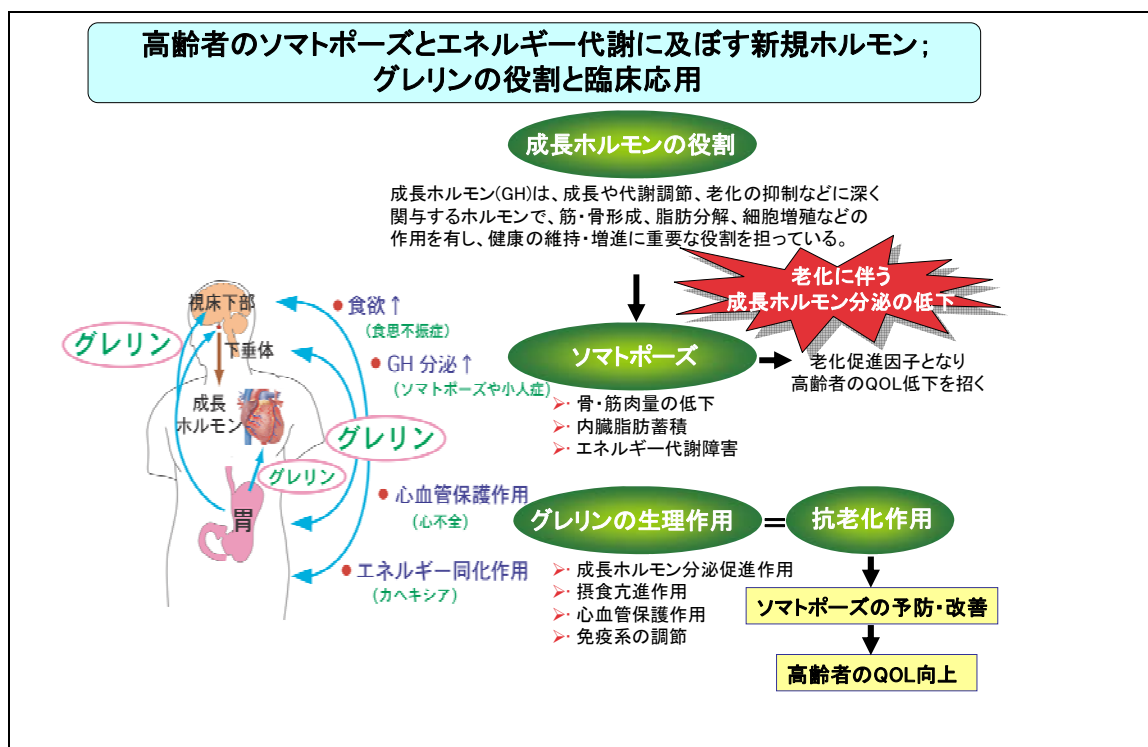 高齢者のソマトポーズとエネルギー代謝に及ぼす新規ホルモン;
グレリンの役割と臨床応用
成長ホルモンの役割
成長ホルモン(GH)は、成長や代謝調節、老化の抑制などに深く
関与するホルモンで、筋・骨形成、脂肪分解、細胞増殖などの
作用を有し、健康の維持・増進に重要な役割を担っている。
老化に伴う
成長ホルモン分泌の低下
ソマトポーズ
老化促進因子となり
高齢者のQOL低下を招く
骨・筋肉量の低下
内臓脂肪蓄積
エネルギー代謝障害
視床下部
グレリン
下垂体
成長
ホルモン
グレリン
胃
食欲↑
(食思不振症)
GH 分泌↑
(ソマトポーズや小人症)
グレリン
心血管保護作用
(心不全)
エネルギー同化作用
(カヘキシア)
グレリンの生理作用 = 抗老化作用
成長ホルモン分泌促進作用
摂食亢進作用
心血管保護作用
免疫系の調節
ソマトポーズの予防・改善
高齢者のQOL向上